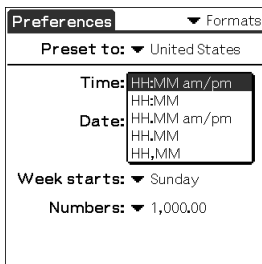 Preferences Formats
Preset to: United States
Time: HH:MM am/pm
HH:MM
Date: HH.MM am/pm
HH.MM
HH,MM
Week starts: Sunday
Numbers: 1,000.00